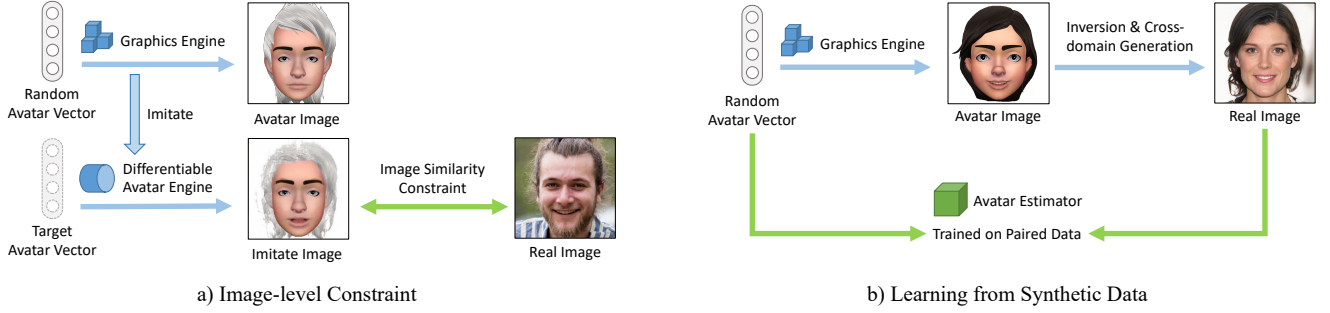 Graphics Engine
Random
Avatar Vector
Avatar Image
Imitate
Differentiable
Avatar Engine
Image Similarity
Constraint
Target
Avatar Vector
Imitate Image
Real Image
a) Image-level Constraint
Graphics Engine
Inversion & Cross-
domain Generation
Random
Avatar Vector
Avatar Image
Real Image
Avatar Estimator
Trained on Paired Data
b) Learning from Synthetic Data